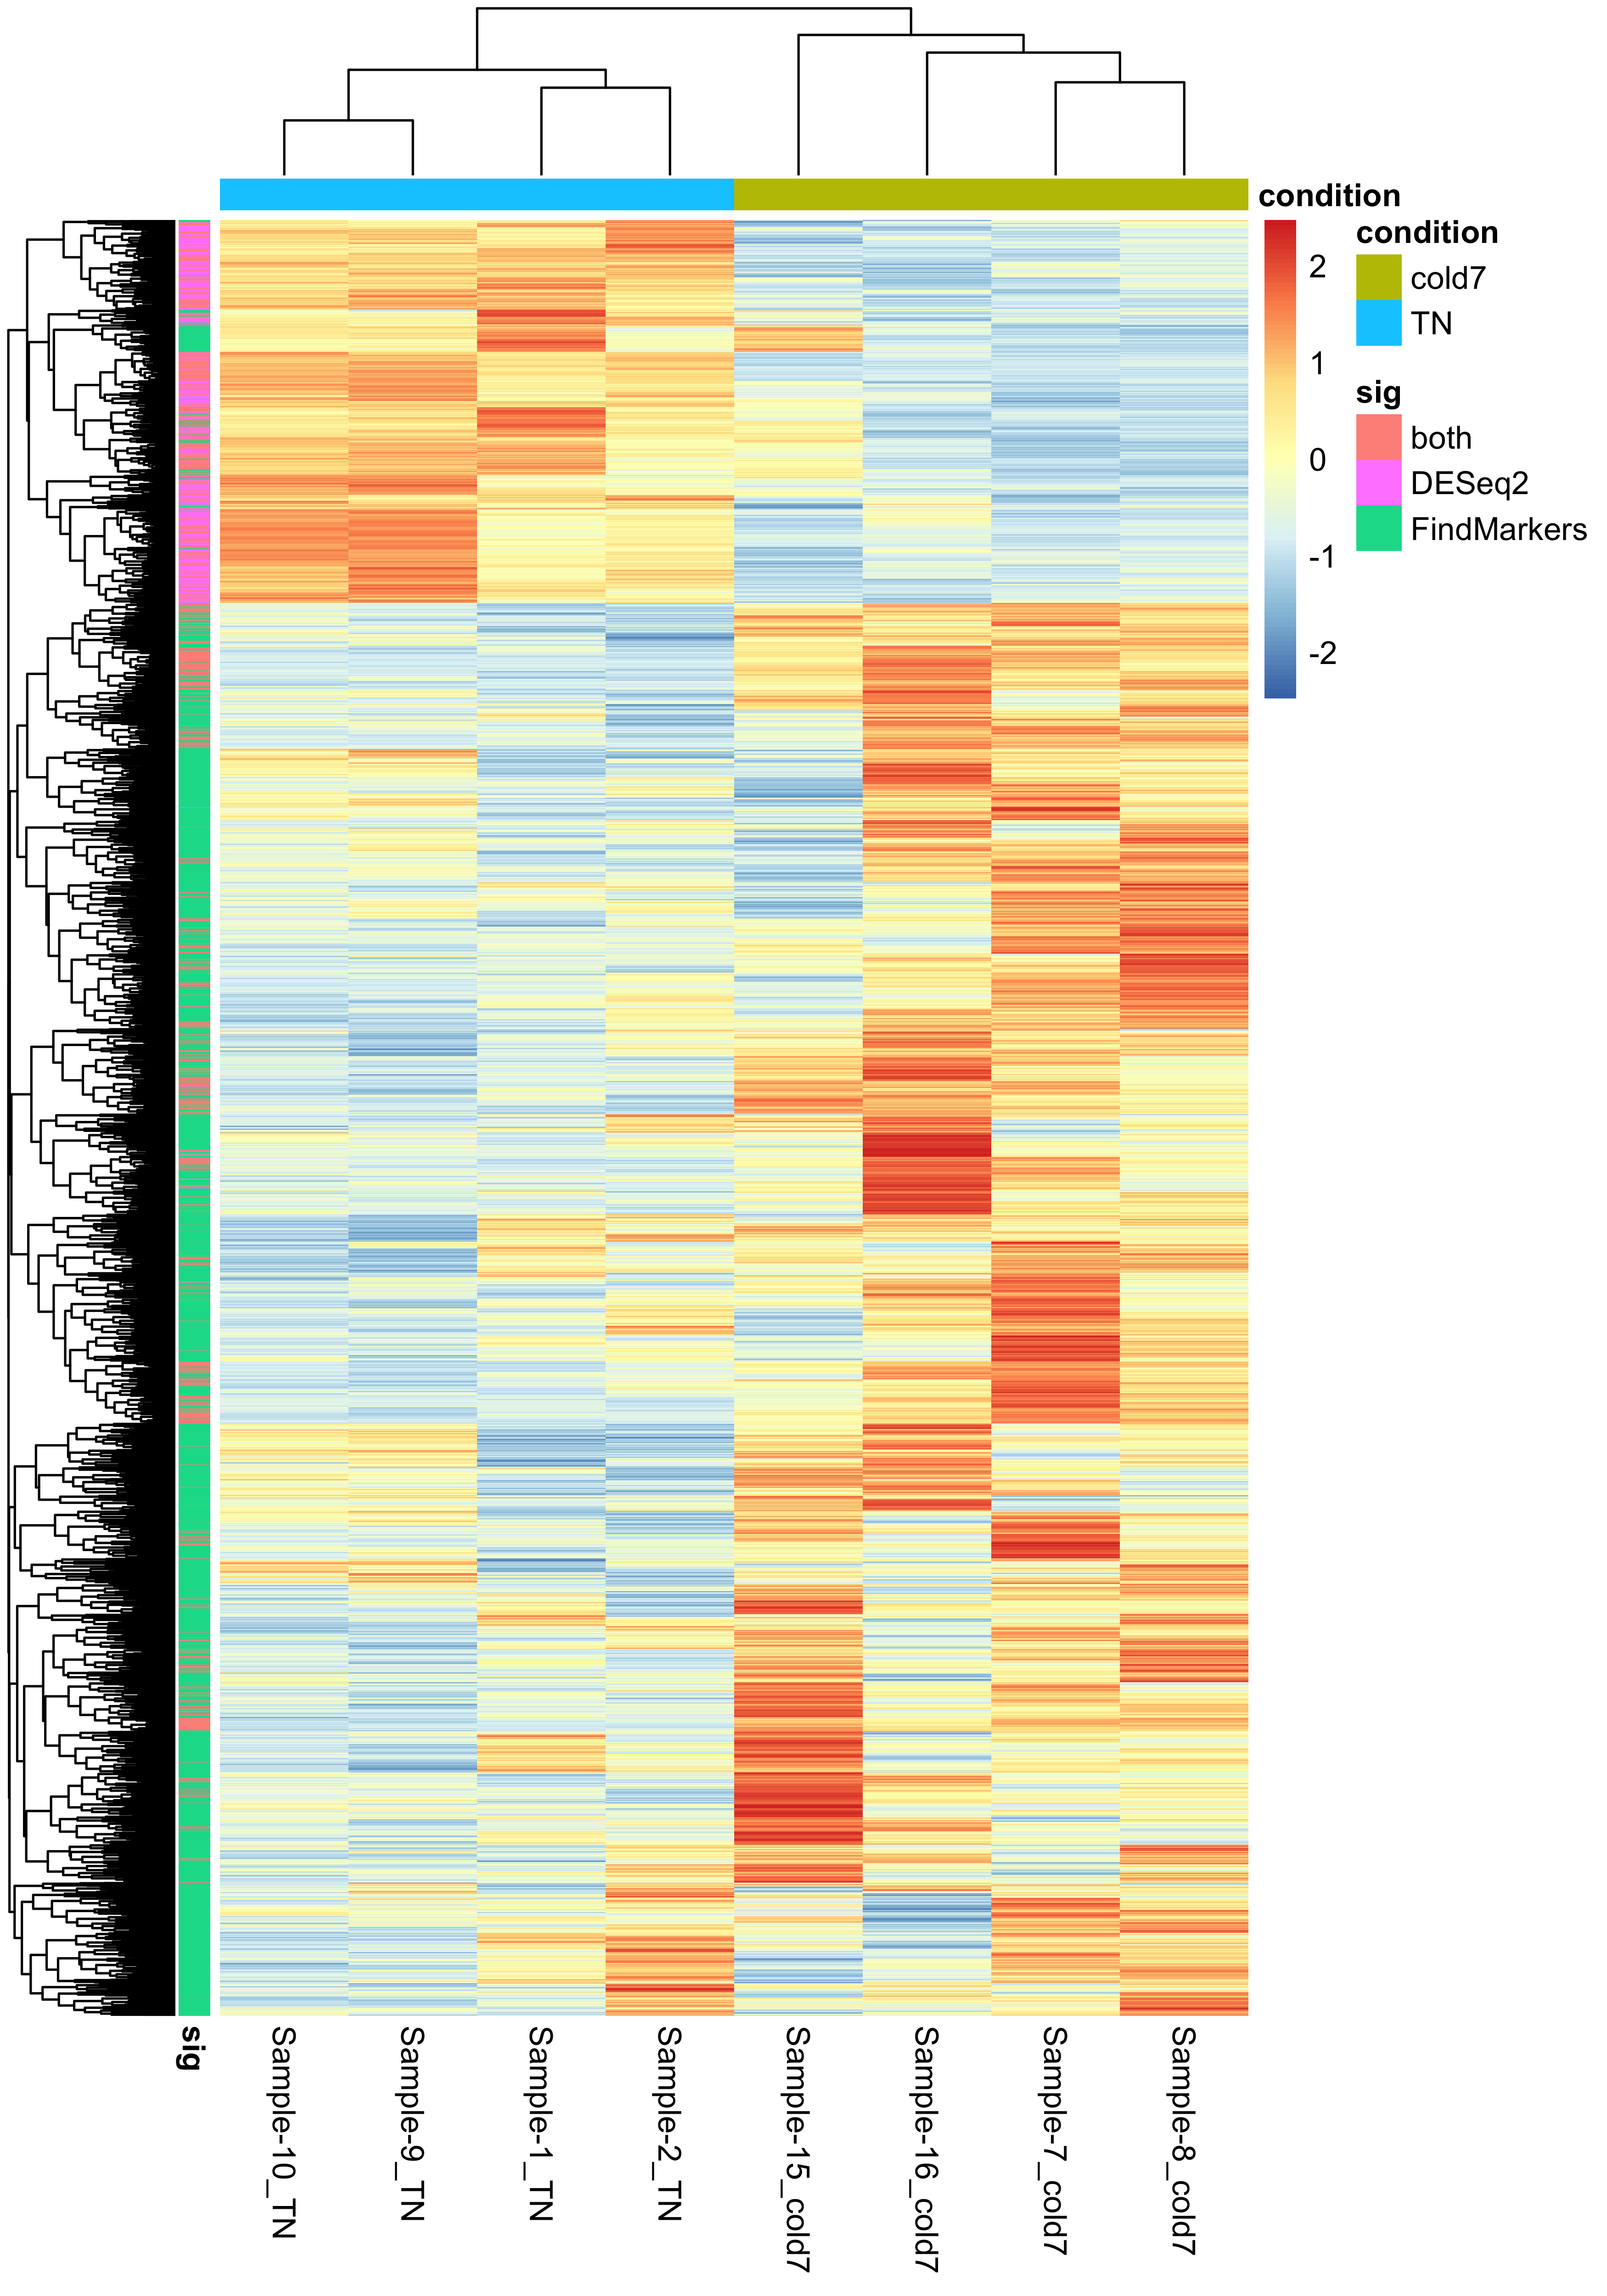 condition
2
1
0
-1
-2
condition
cold7
TN
sig
both
DESeq2
FindMarkers
sig
Sample-10_TN
Sample-9_TN
Sample-1_TN
Sample-2_TN
Sample-15_cold7
Sample-16_cold7
Sample-7_cold7
Sample-8_cold7